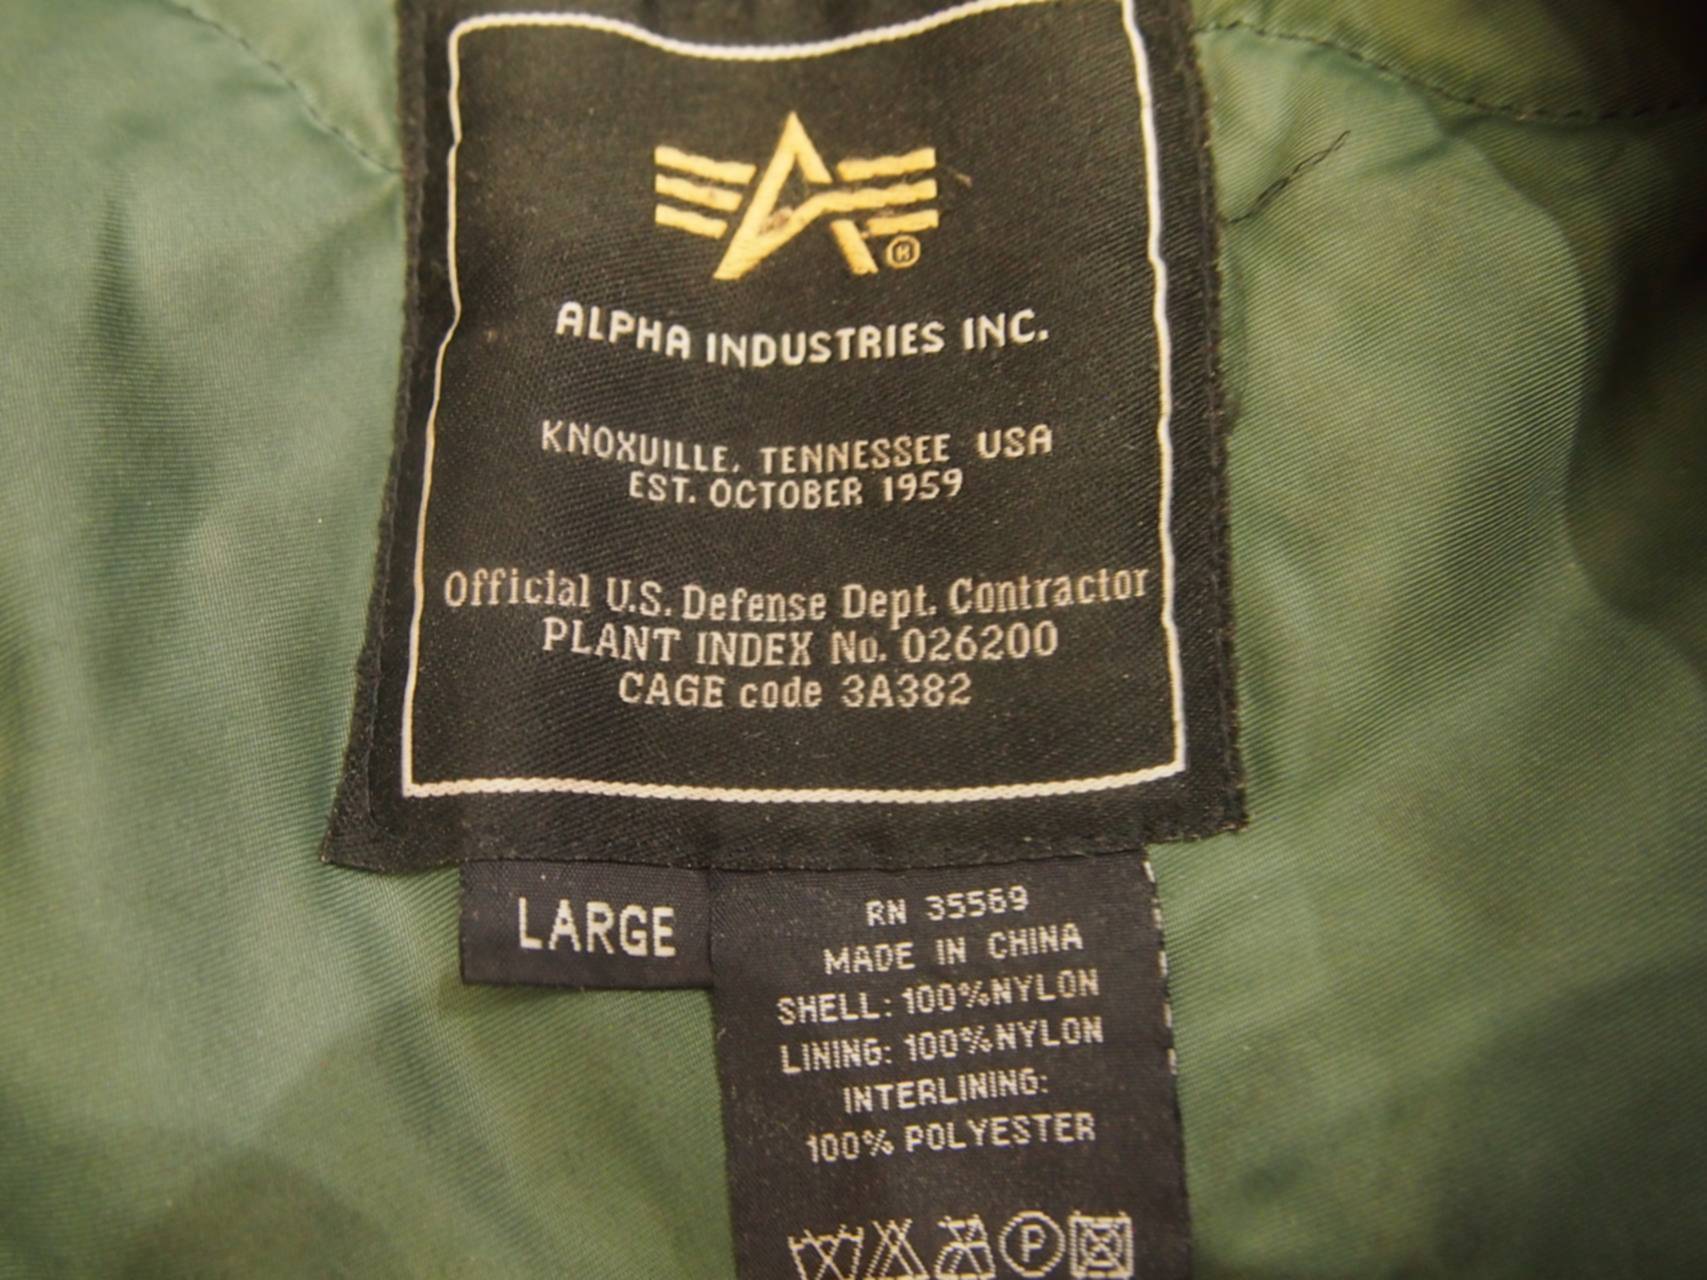 ALPHA INDUSTRIES INC.
KNOXVILLE, TENNESSEE USA
EST. OCTOBER 1959
Official U.S. Defense Dept. Contractor
PLANT INDEX No. 026200
CAGE code 3A382
LARGE
RN 35569
MADE IN CHINA
SHELL: 100%NYLON
LINING: 100%NYLON
INTERLINING:
100% POLYESTER
P